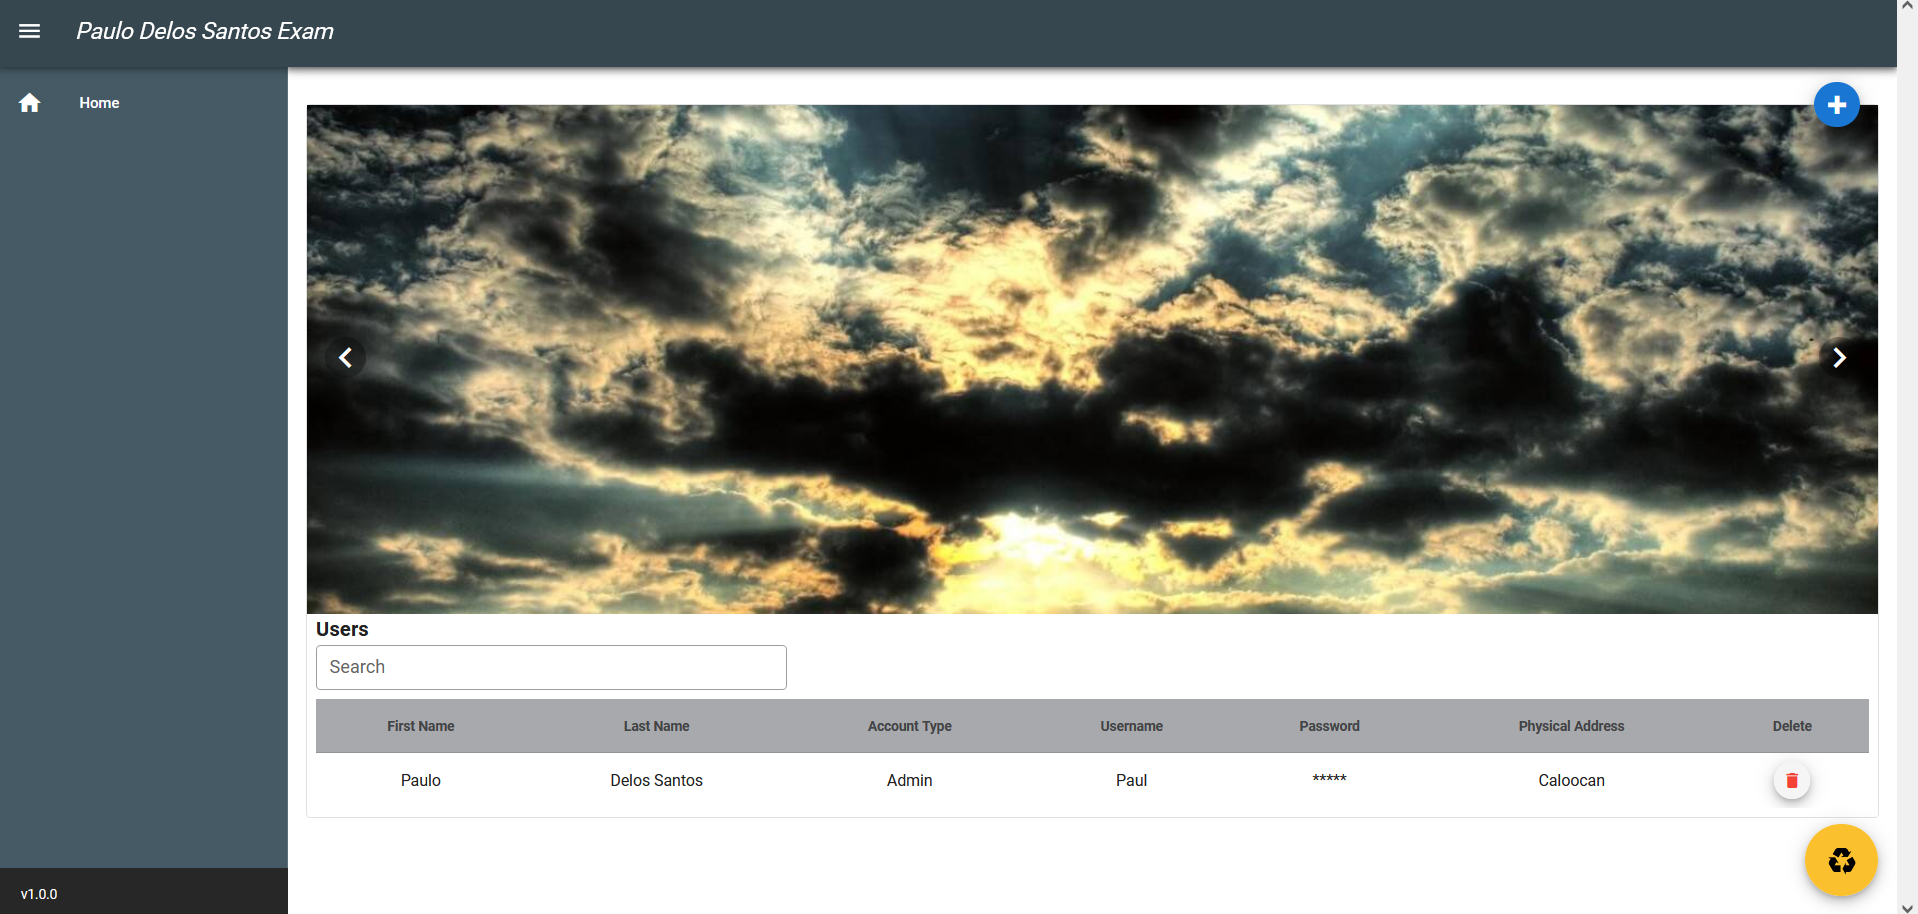 Paulo Delos Santos Exam
Home
Users
Search
First Name Last Name Account Type Username Password Physical Address Delete
Paulo Delos Santos Admin Paul ***** Caloocan
v1.0.0